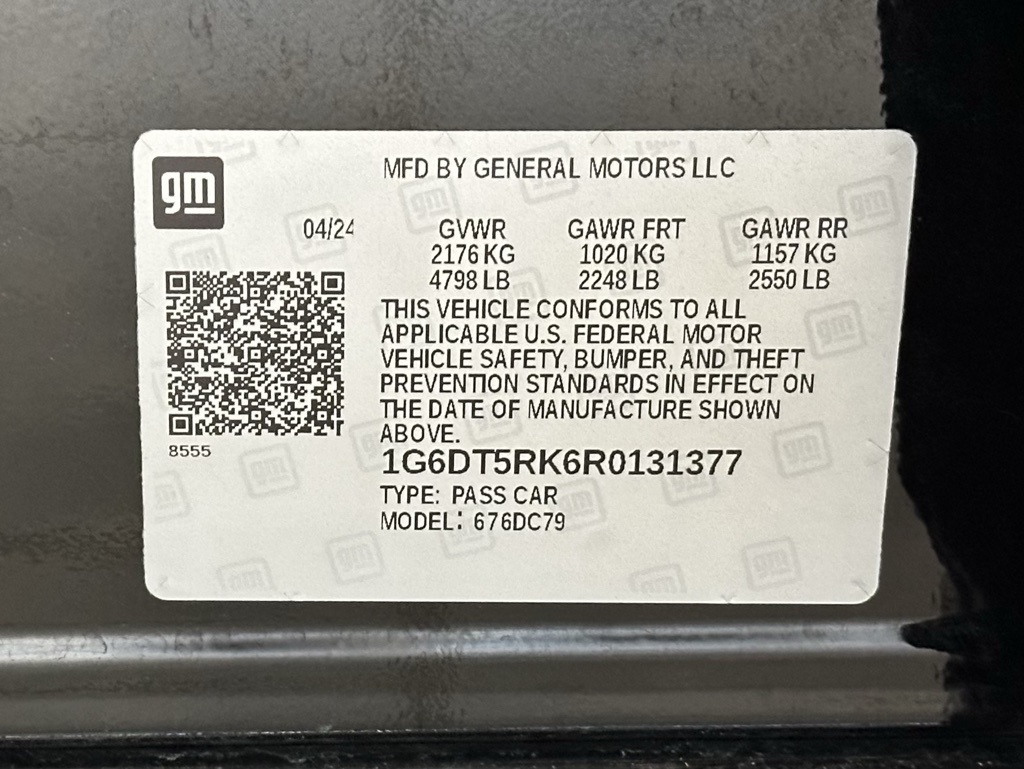 gm
MFD BY GENERAL MOTORS LLC
04/24
GVWR GAWR FRT GAWR RR
2176 KG 1020 KG 1157 KG
4798 LB 2248 LB 2550 LB
THIS VEHICLE CONFORMS TO ALL
APPLICABLE U.S. FEDERAL MOTOR
VEHICLE SAFETY, BUMPER, AND THEFT
PREVENTION STANDARDS IN EFFECT ON
THE DATE OF MANUFACTURE SHOWN
ABOVE.
8555
1G6DT5RK6R0131377
TYPE: PASS CAR
MODEL: 676DC79